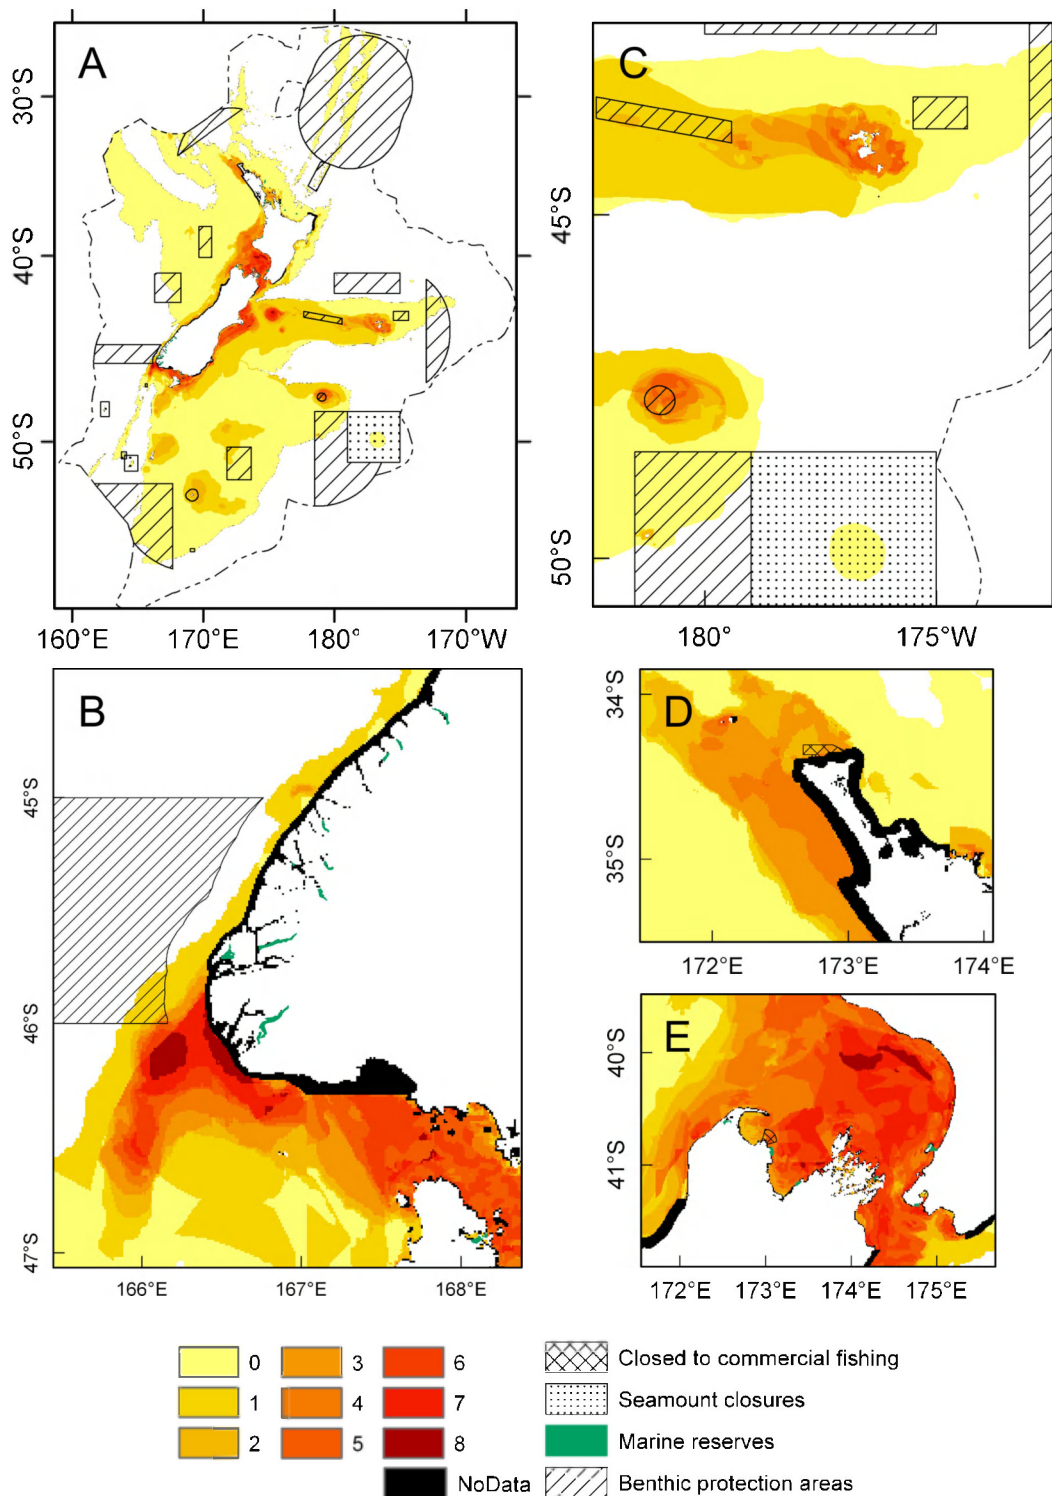 A
30°S
40°S
50°S
160°E
170°E
180°
170°W
C
45°S
50°S
180°
175°W
B
45°S
46°S
47°S
166°E
167°E
168°E
D
34°S
35°S
172°E
173°E
174°E
E
40°S
41°S
172°E
173°E
174°E
175°E
0
3
6
Closed to commercial fishing
1
4
7
Seamount closures
2
5
8
Marine reserves
NoData
Benthic protection areas